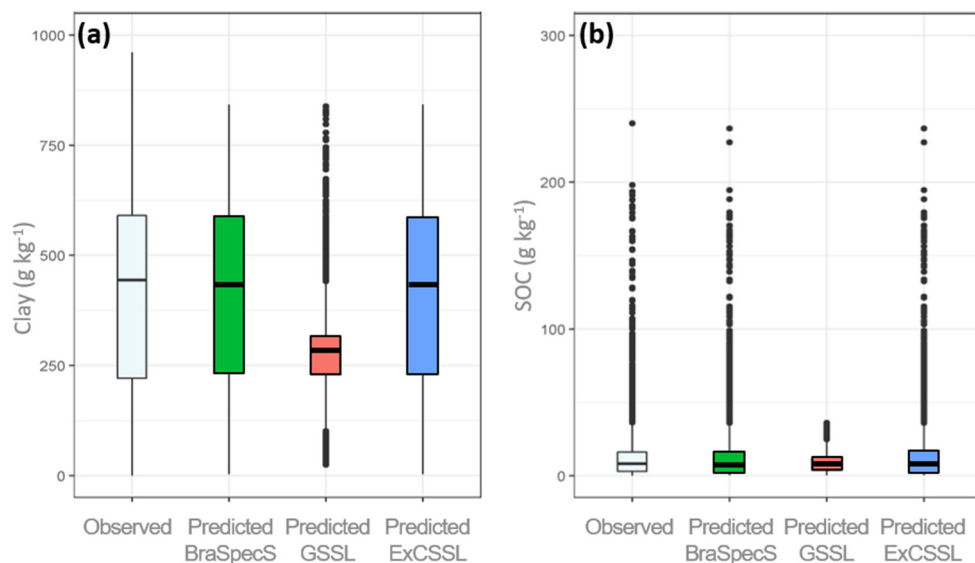 (a)
1000
750
500
250
0
Clay (g kg⁻¹)
Observed
Predicted BraSpecS
Predicted GSSL
Predicted ExCSSL
(b)
300
200
100
0
SOC (g kg⁻¹)
Observed
Predicted BraSpecS
Predicted GSSL
Predicted ExCSSL